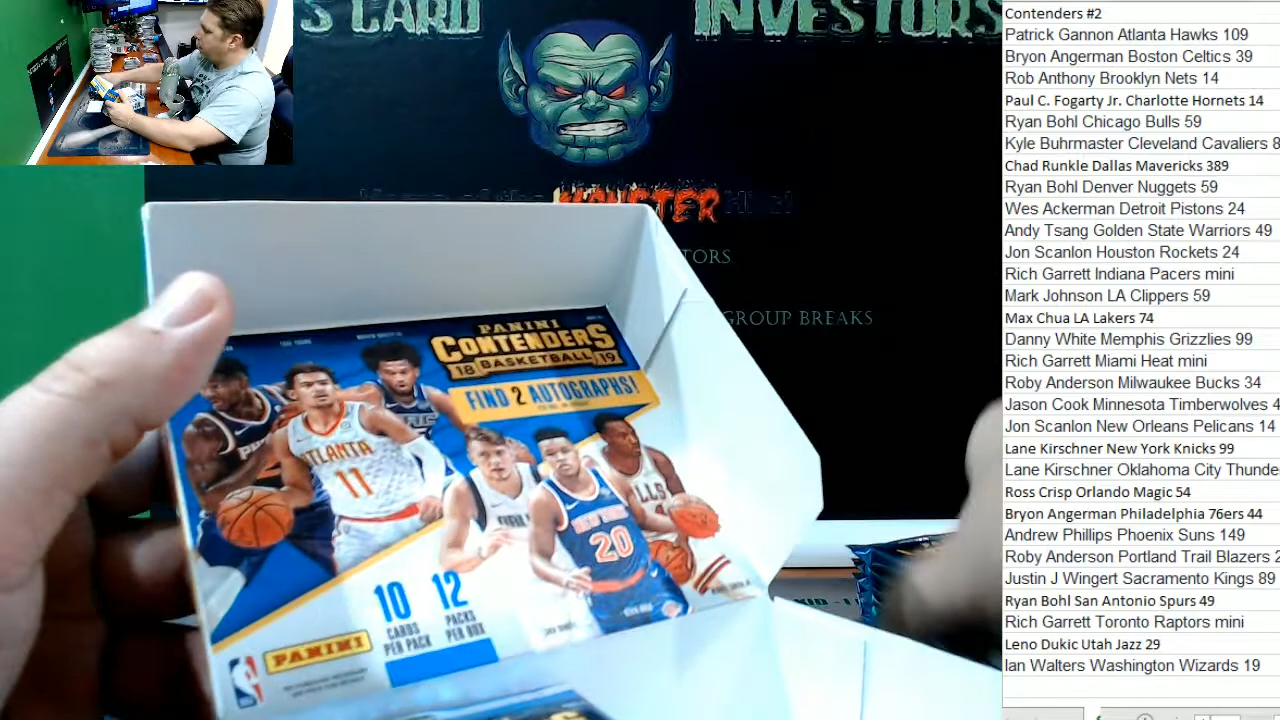 S CARD INVESTORS
MONSTER
TORS
GROUP BREAKS
PANINI
CONTENDERS
18 BASKETBALL 19
FIND 2 AUTOGRAPHS!
ATLANTA
11
NEW YORK
20
10
CARDS
PER PACK
12
PACKS
PER BOX
PANINI
Contenders #2
Patrick Gannon Atlanta Hawks 109
Bryon Angerman Boston Celtics 39
Rob Anthony Brooklyn Nets 14
Paul C. Fogarty Jr. Charlotte Hornets 14
Ryan Bohl Chicago Bulls 59
Kyle Buhrmaster Cleveland Cavaliers 8
Chad Runkle Dallas Mavericks 389
Ryan Bohl Denver Nuggets 59
Wes Ackerman Detroit Pistons 24
Andy Tsang Golden State Warriors 49
Jon Scanlon Houston Rockets 24
Rich Garrett Indiana Pacers mini
Mark Johnson LA Clippers 59
Max Chua LA Lakers 74
Danny White Memphis Grizzlies 99
Rich Garrett Miami Heat mini
Roby Anderson Milwaukee Bucks 34
Jason Cook Minnesota Timberwolves 4
Jon Scanlon New Orleans Pelicans 14
Lane Kirschner New York Knicks 99
Lane Kirschner Oklahoma City Thunde
Ross Crisp Orlando Magic 54
Bryon Angerman Philadelphia 76ers 44
Andrew Phillips Phoenix Suns 149
Roby Anderson Portland Trail Blazers 2
Justin J Wingert Sacramento Kings 89
Ryan Bohl San Antonio Spurs 49
Rich Garrett Toronto Raptors mini
Leno Dukic Utah Jazz 29
Ian Walters Washington Wizards 19